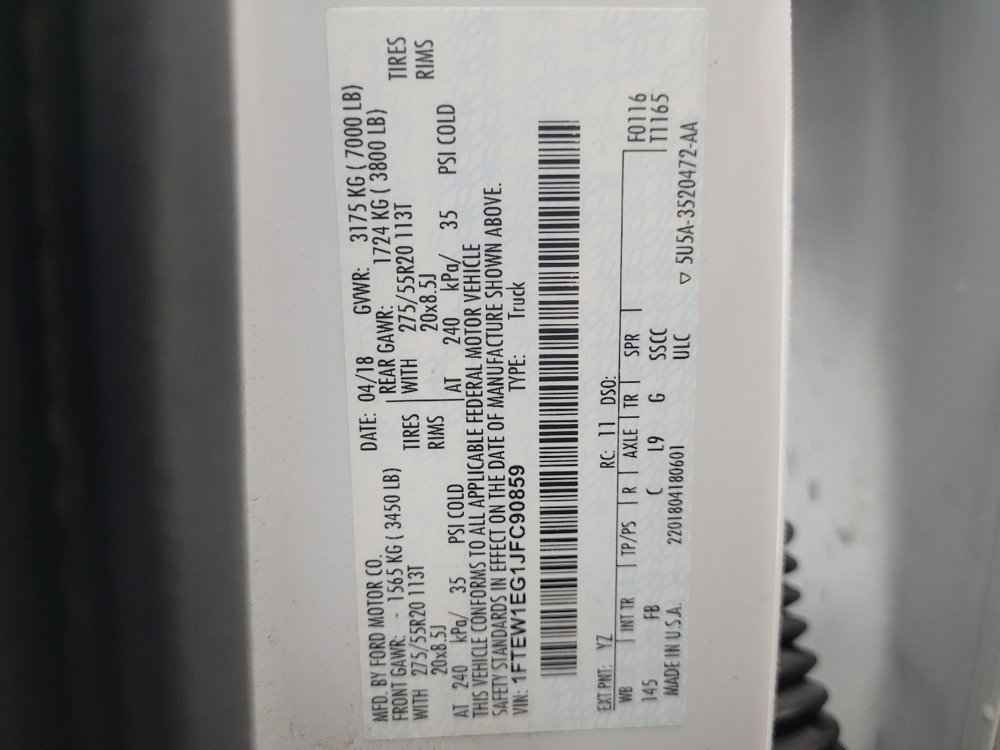 MFD. BY FORD MOTOR CO.
DATE: 04/18 GVWR: 3175 KG ( 7000 LB)
FRONT GAWR: - 1565 KG ( 3450 LB)
REAR GAWR: 1724 KG ( 3800 LB)
WITH 275/55R20 113T TIRES
WITH 275/55R20 113T TIRES
20x8.5J RIMS
20x8.5J RIMS
AT 240 kPa/ 35 PSI COLD
AT 240 kPa/ 35 PSI COLD
THIS VEHICLE CONFORMS TO ALL APPLICABLE FEDERAL MOTOR VEHICLE
SAFETY STANDARDS IN EFFECT ON THE DATE OF MANUFACTURE SHOWN ABOVE.
VIN: 1FTEW1EG1JFC90859 TYPE: Truck
EXT PNT: YZ RC: 11 DSO:
WB | INT TR | TP/PS | R | AXLE | TR | SPR | F0116
145 FB C L9 G SSCC T1165
MADE IN U.S.A. 2201804180601 ULC
▽ 5U5A-3520472-AA